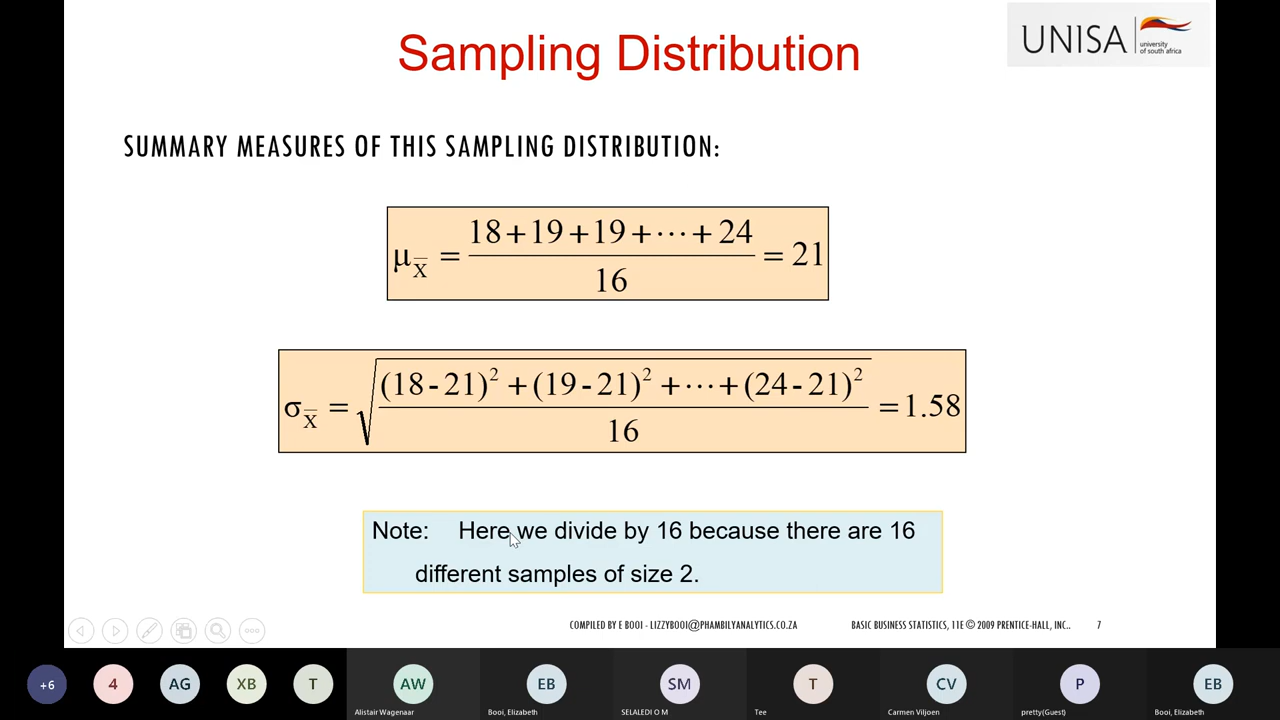 Sampling Distribution
UNISA
university
of south africa
SUMMARY MEASURES OF THIS SAMPLING DISTRIBUTION:
μ_X̄ = (18+19+19+⋯+24)/16 = 21
σ_X̄ = √(((18-21)²+(19-21)²+⋯+(24-21)²)/16) = 1.58
Note: Here we divide by 16 because there are 16
different samples of size 2.
COMPILED BY E BOOI - LIZZYBOOI@PHAMBILYANALYTICS.CO.ZA BASIC BUSINESS STATISTICS, 11E © 2009 PRENTICE-HALL, INC.. 7
+6 4 AG XB T AW EB SM T CV P EB
Alistair Wagenaar Booi, Elizabeth SELALEDI O M Tee Carmen Viljoen pretty(Guest) Booi, Elizabeth